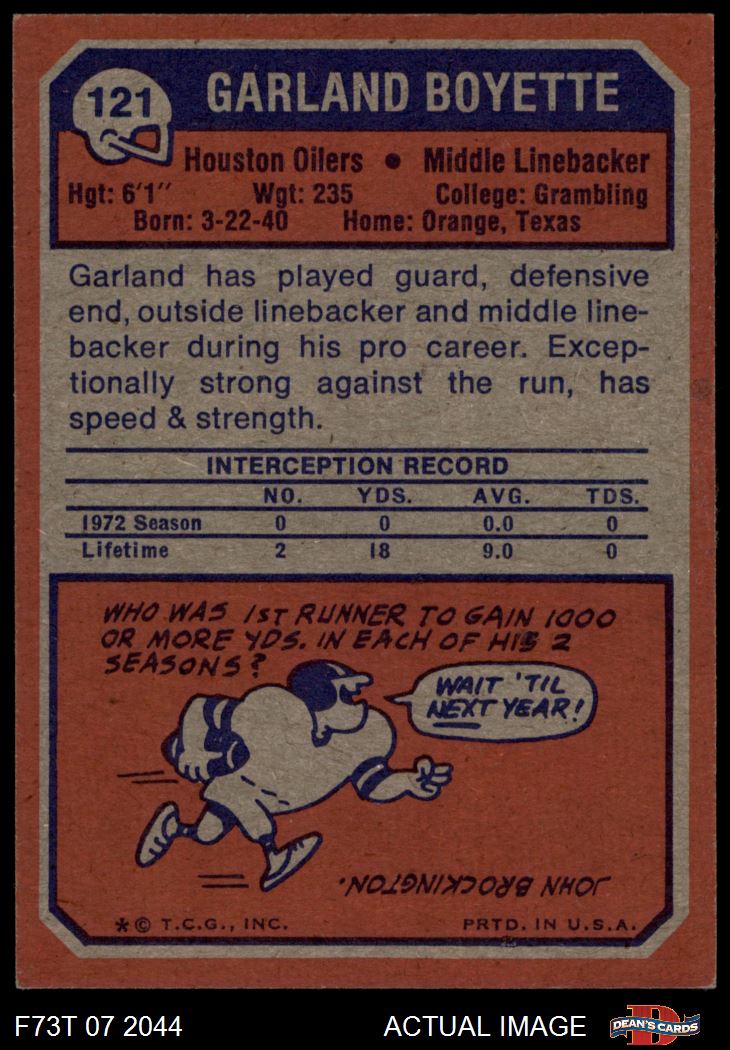 121
GARLAND BOYETTE
Houston Oilers • Middle Linebacker
Hgt: 6'1" Wgt: 235 College: Grambling
Born: 3-22-40 Home: Orange, Texas
Garland has played guard, defensive
end, outside linebacker and middle line-
backer during his pro career. Excep-
tionally strong against the run, has
speed & strength.
INTERCEPTION RECORD
NO. YDS. AVG. TDS.
1972 Season 0 0 0.0 0
Lifetime 2 18 9.0 0
WHO WAS 1ST RUNNER TO GAIN 1000
OR MORE YDS. IN EACH OF HIS 2
SEASONS?
WAIT 'TIL
NEXT YEAR!
JOHN BROCKINGTON.
*© T.C.G., INC. PRTD. IN U.S.A.
F73T 07 2044 ACTUAL IMAGE
D
DEAN'S CARDS